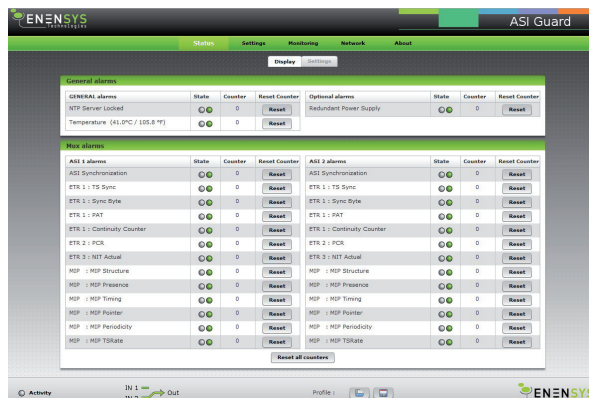 ENENSYS
Technologies
ASI Guard
Status Settings Monitoring Network About
Display Settings
General alarms
GENERAL alarms State Counter Reset Counter Optional alarms State Counter Reset Counter
NTP Server Locked 0 Reset Redundant Power Supply 0 Reset
Temperature (41.0°C / 105.8 °F) 0 Reset
Mux alarms
ASI 1 alarms State Counter Reset Counter ASI 2 alarms State Counter Reset Counter
ASI Synchronization 0 Reset ASI Synchronization 0 Reset
ETR 1 : TS Sync 0 Reset ETR 1 : TS Sync 0 Reset
ETR 1 : Sync Byte 0 Reset ETR 1 : Sync Byte 0 Reset
ETR 1 : PAT 0 Reset ETR 1 : PAT 0 Reset
ETR 1 : Continuity Counter 0 Reset ETR 1 : Continuity Counter 0 Reset
ETR 2 : PCR 0 Reset ETR 2 : PCR 0 Reset
ETR 3 : NIT Actual 0 Reset ETR 3 : NIT Actual 0 Reset
MIP : MIP Structure 0 Reset MIP : MIP Structure 0 Reset
MIP : MIP Presence 0 Reset MIP : MIP Presence 0 Reset
MIP : MIP Timing 0 Reset MIP : MIP Timing 0 Reset
MIP : MIP Pointer 0 Reset MIP : MIP Pointer 0 Reset
MIP : MIP Periodicity 0 Reset MIP : MIP Periodicity 0 Reset
MIP : MIP TSRate 0 Reset MIP : MIP TSRate 0 Reset
Reset all counters
Activity IN 1 Out Profile : ENENSYS
IN 2